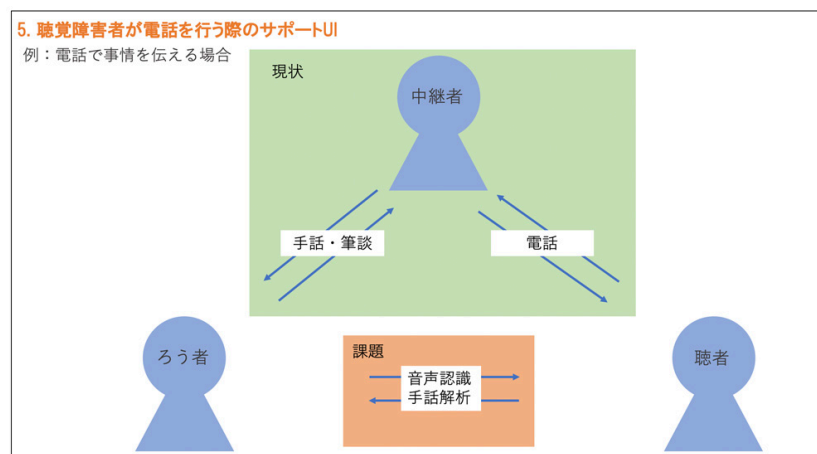 5. 聴覚障害者が電話を行う際のサポートUI
例：電話で事情を伝える場合
現状
中継者
手話・筆談
電話
ろう者
課題
音声認識
手話解析
聴者